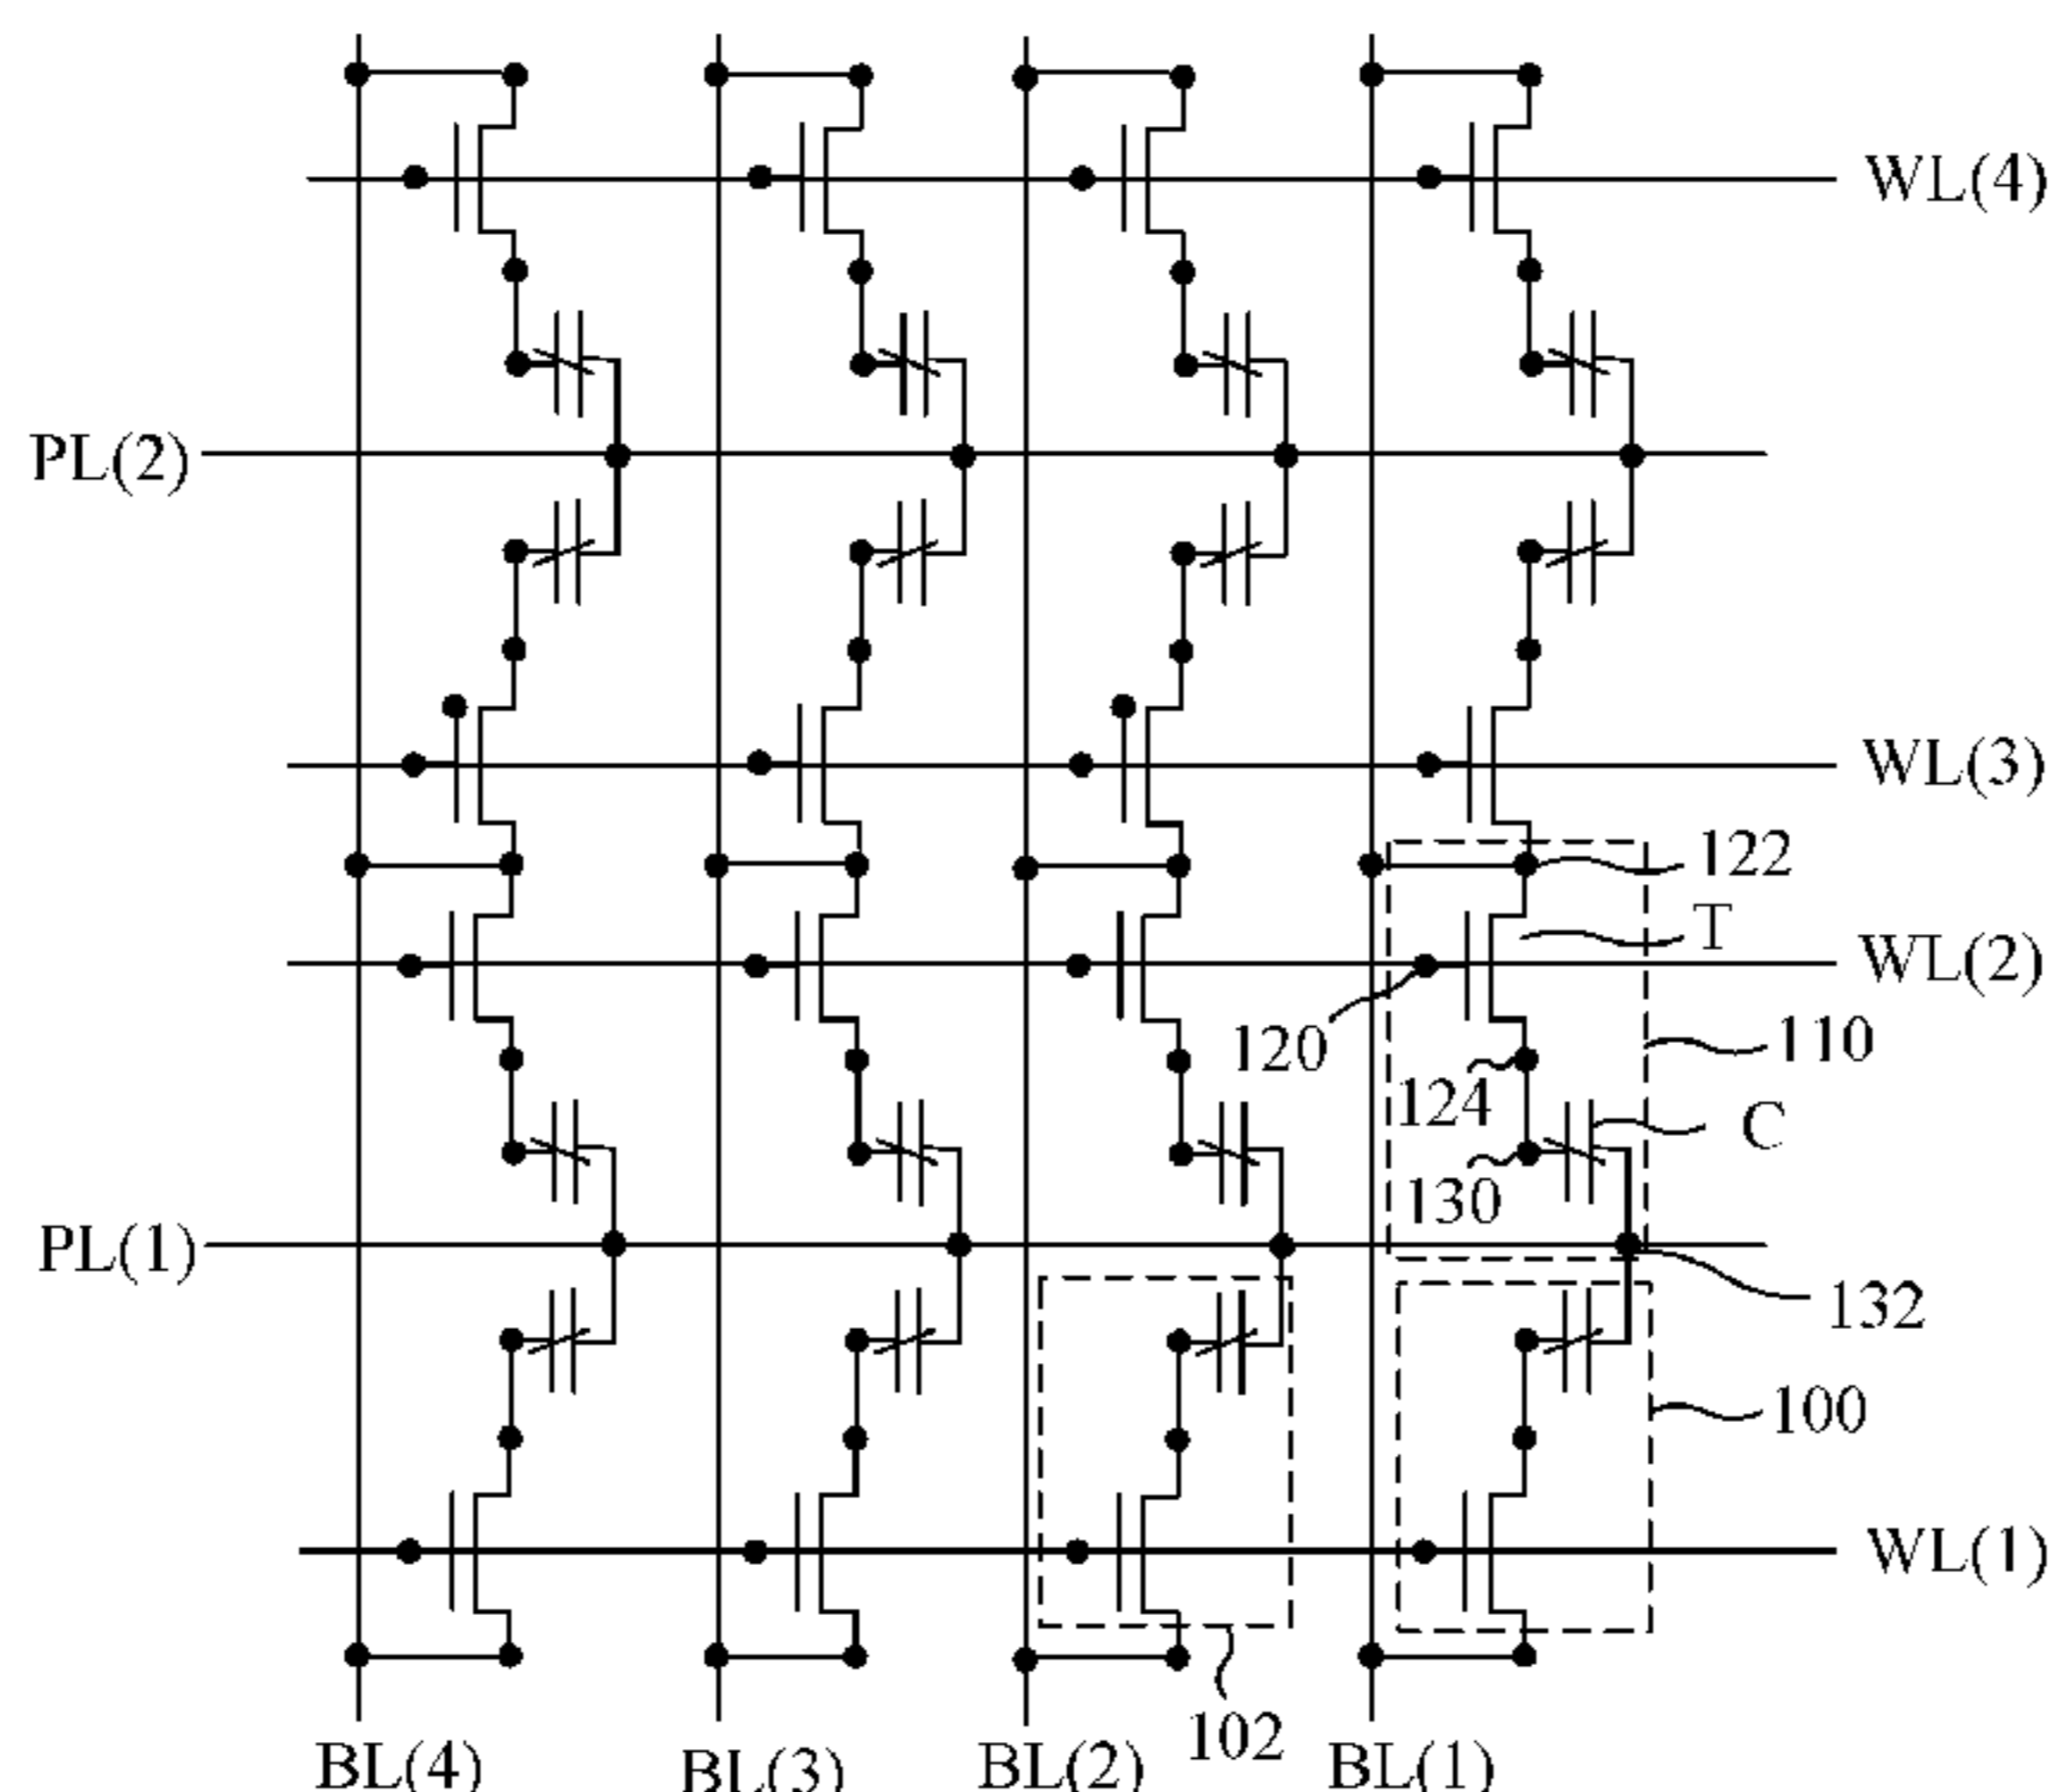 WL(4)
PL(2)
WL(3)
122
T
WL(2)
120
110
124
C
130
PL(1)
132
100
WL(1)
102
BL(4)
BL(3)
BL(2)
BL(1)